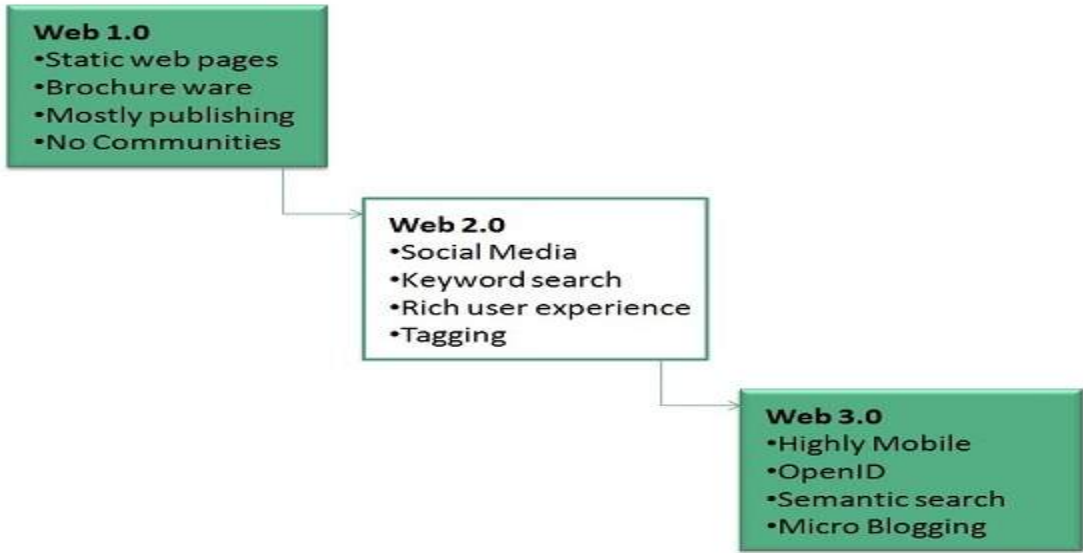 Web 1.0
•Static web pages
•Brochure ware
•Mostly publishing
•No Communities
Web 2.0
•Social Media
•Keyword search
•Rich user experience
•Tagging
Web 3.0
•Highly Mobile
•OpenID
•Semantic search
•Micro Blogging